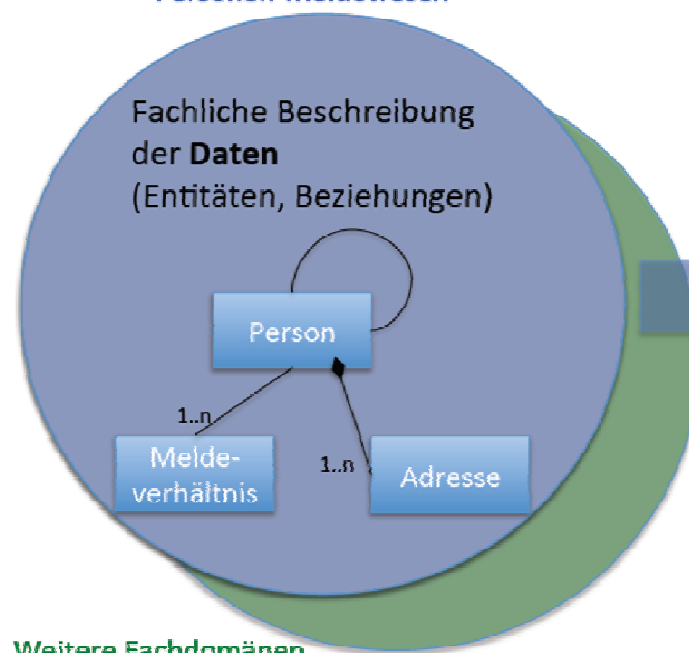 Fachliche Beschreibung
der Daten
(Entitäten, Beziehungen)
Person
1..n
Melde-
verhältnis
1..n
Adresse
Weitere Fachdomänen